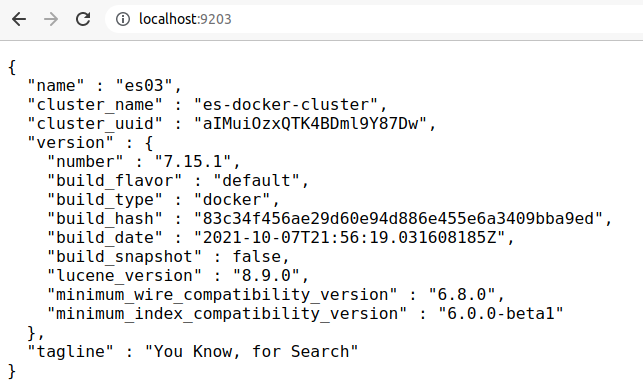 localhost:9203
{
  "name" : "es03",
  "cluster_name" : "es-docker-cluster",
  "cluster_uuid" : "aIMuiOzxQTK4BDml9Y87Dw",
  "version" : {
    "number" : "7.15.1",
    "build_flavor" : "default",
    "build_type" : "docker",
    "build_hash" : "83c34f456ae29d60e94d886e455e6a3409bba9ed",
    "build_date" : "2021-10-07T21:56:19.031608185Z",
    "build_snapshot" : false,
    "lucene_version" : "8.9.0",
    "minimum_wire_compatibility_version" : "6.8.0",
    "minimum_index_compatibility_version" : "6.0.0-beta1"
  },
  "tagline" : "You Know, for Search"
}